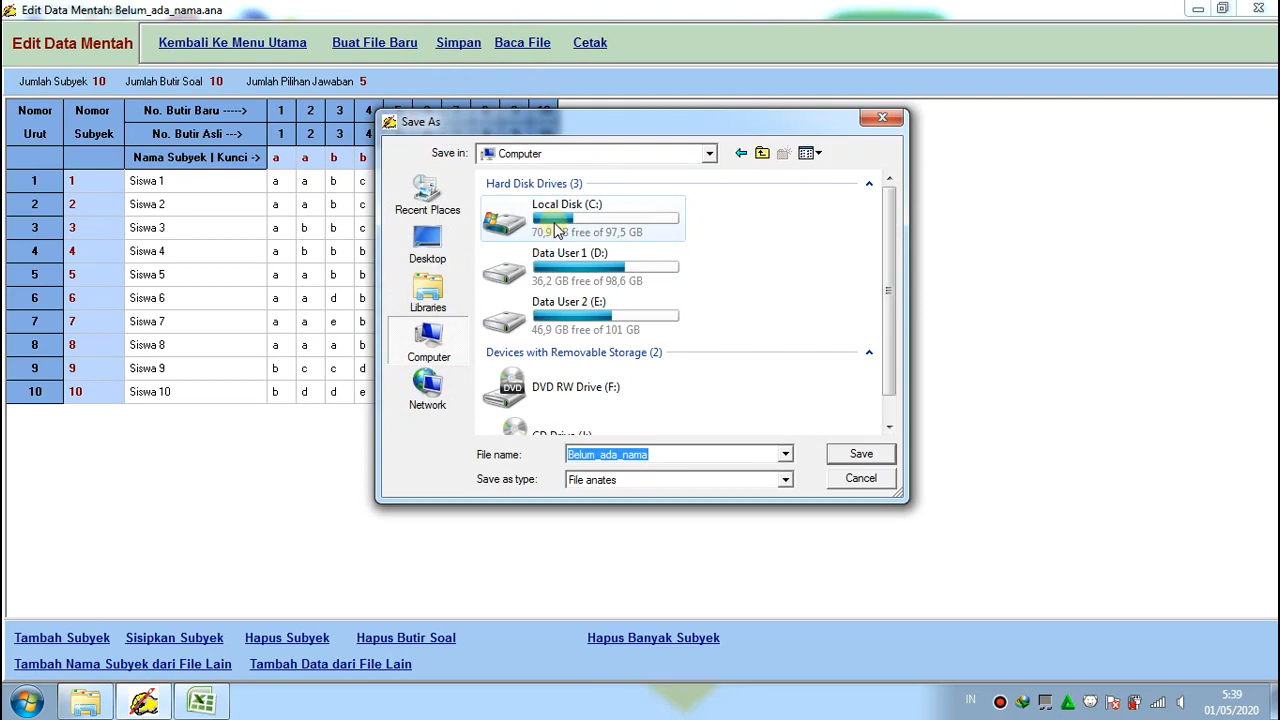 Edit Data Mentah: Belum_ada_nama.ana
Edit Data Mentah
Kembali Ke Menu Utama Buat File Baru Simpan Baca File Cetak
Jumlah Subyek 10 Jumlah Butir Soal 10 Jumlah Pilihan Jawaban 5
Nomor Urut
Nomor Subyek
No. Butir Baru -----> 1 2 3 4
No. Butir Asli ---> 1 2 3 4
Nama Subyek | Kunci -> a a b b
1 1 Siswa 1 a a b c
2 2 Siswa 2 a a b b
3 3 Siswa 3 a a b b
4 4 Siswa 4 a a b b
5 5 Siswa 5 a a b b
6 6 Siswa 6 a a d b
7 7 Siswa 7 a a e b
8 8 Siswa 8 a a a b
9 9 Siswa 9 b c c d
10 10 Siswa 10 b d d e
Save As
Save in: Computer
Recent Places
Desktop
Libraries
Computer
Network
Hard Disk Drives (3)
Local Disk (C:)
free of 97,5 GB
Data User 1 (D:)
36,2 GB free of 98,6 GB
Data User 2 (E:)
46,9 GB free of 101 GB
Devices with Removable Storage (2)
DVD RW Drive (F:)
File name: Belum_ada_nama Save
Save as type: File anates Cancel
Tambah Subyek Sisipkan Subyek Hapus Subyek Hapus Butir Soal Hapus Banyak Subyek
Tambah Nama Subyek dari File Lain Tambah Data dari File Lain
IN
5:39
01/05/2020